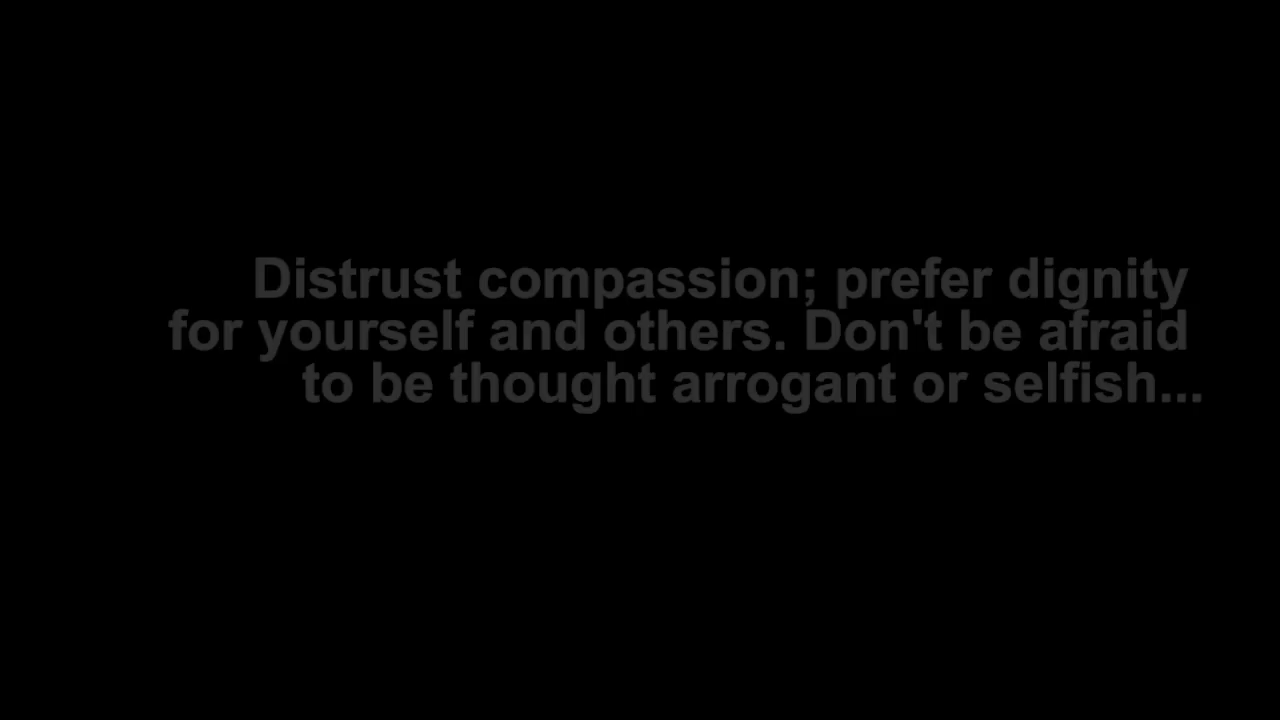 Distrust compassion; prefer dignity
for yourself and others. Don't be afraid
to be thought arrogant or selfish...